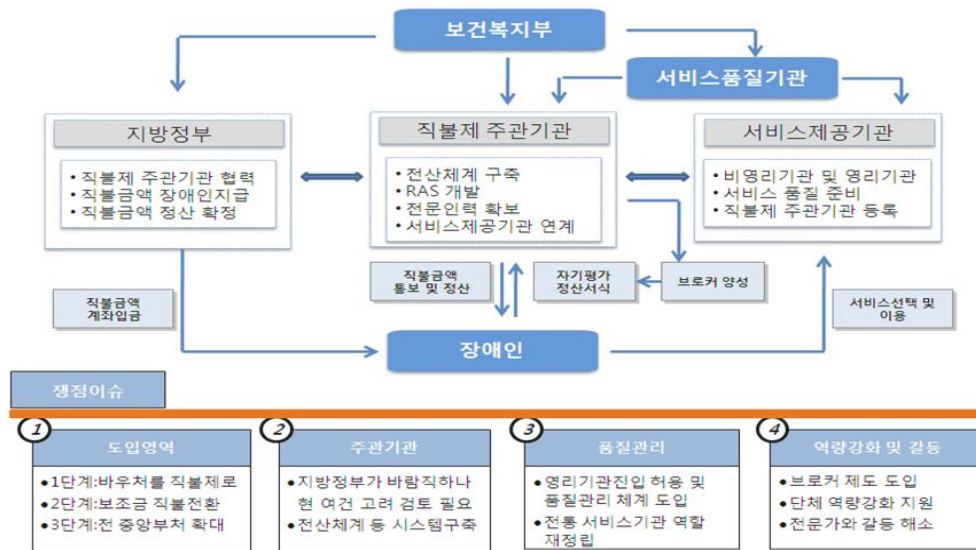 보건복지부
서비스품질기관
지방정부
• 직불제 주관기관 협력
• 직불금액 장애인지급
• 직불금액 정산 확정
직불제 주관기관
• 전산체계 구축
• RAS 개발
• 전문인력 확보
• 서비스제공기관 연계
서비스제공기관
• 비영리기관 및 영리기관
• 서비스 품질 준비
• 직불제 주관기관 등록
직불금액
계좌입금
직불금액
통보 및 정산
자기평가
정산서식
브로커 양성
서비스선택 및
이용
장애인
쟁점이슈
1
도입영역
●1단계:바우처를 직불제로
●2단계:보조금 직불전환
●3단계:전 중앙부처 확대
2
주관기관
●지방정부가 바람직하나
현 여건 고려 검토 필요
●전산체계 등 시스템구축
3
품질관리
●영리기관진입 허용 및
품질관리 체계 도입
●전통 서비스기관 역할
재정립
4
역량강화 및 갈등
●브로커 제도 도입
●단체 역량강화 지원
●전문가와 갈등 해소